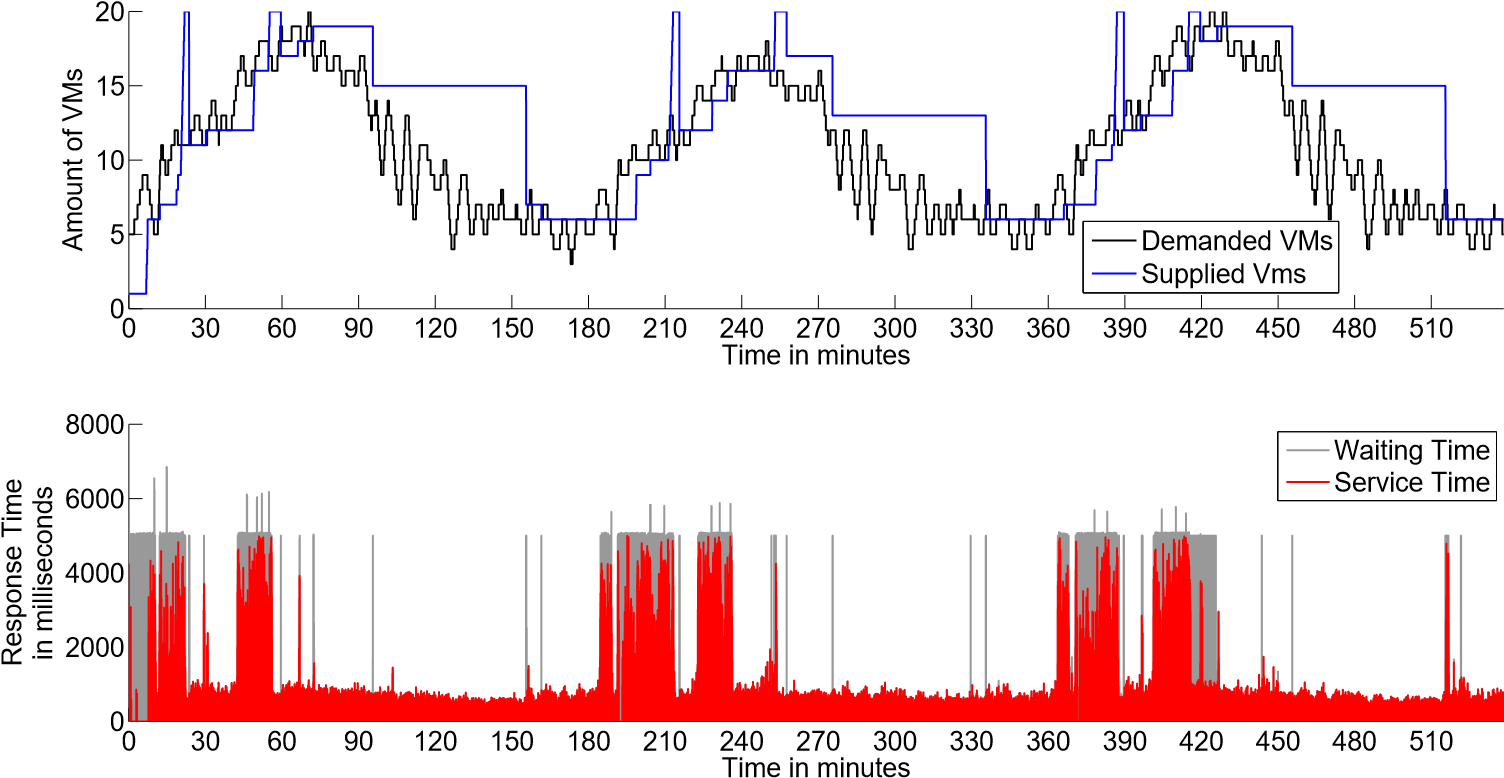 20
15
10
5
0
Amount of VMs
0 30 60 90 120 150 180 210 240 270 300 330 360 390 420 450 480 510
Time in minutes
Demanded VMs
Supplied Vms
8000
6000
4000
2000
0
Response Time
in milliseconds
Waiting Time
Service Time
0 30 60 90 120 150 180 210 240 270 300 330 360 390 420 450 480 510
Time in minutes